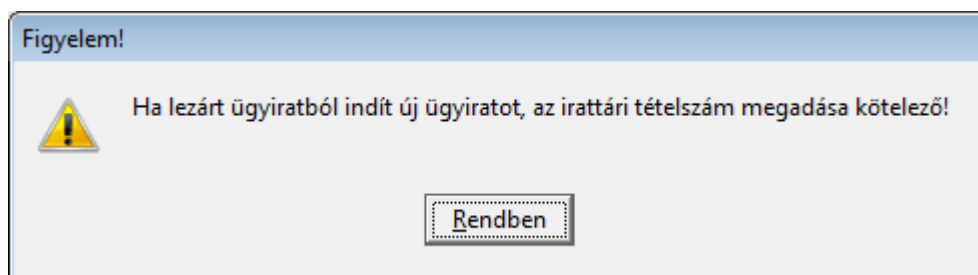 Figyelem!
Ha lezárt ügyiratból indít új ügyiratot, az irattári tételszám megadása kötelező!
Rendben